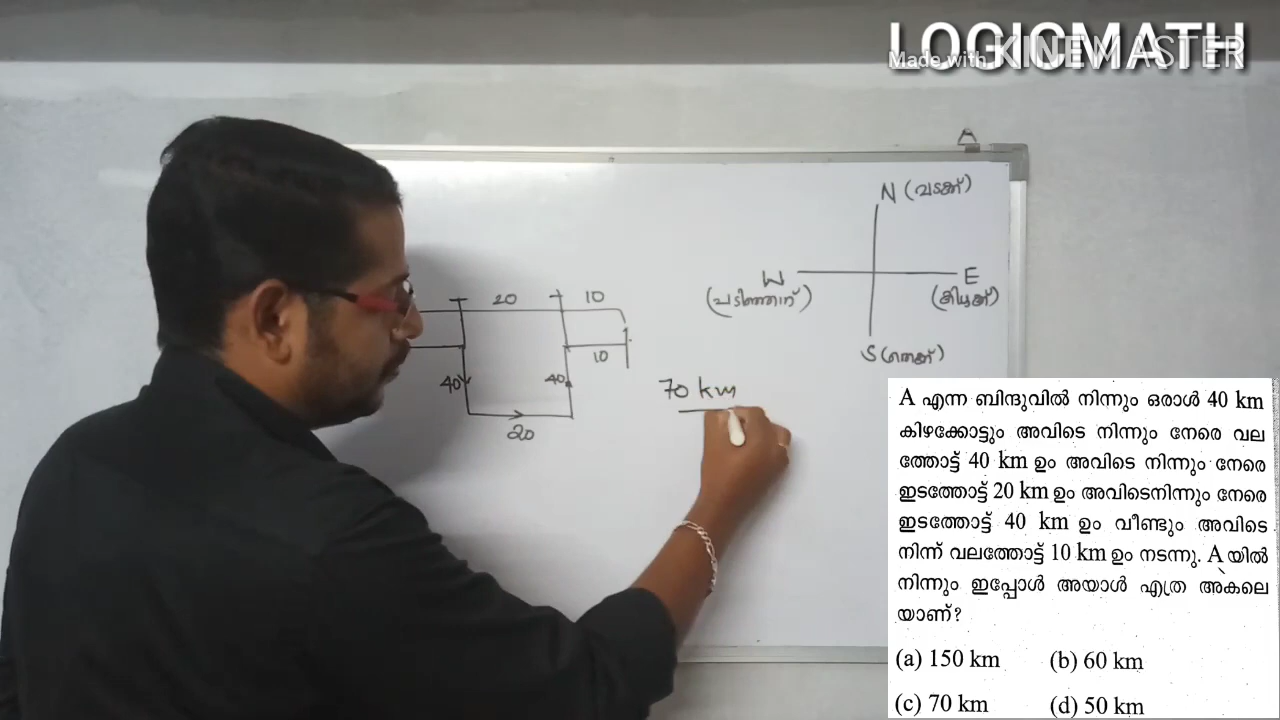 LOGICMATH
Made with KINEMASTER
A
N (വടക്ക്)
W
E
(പടിഞ്ഞാറ്)
(കിഴക്ക്)
S (തെക്ക്)
20
10
10
40
40
20
70 km
A എന്ന ബിന്ദുവിൽ നിന്നും ഒരാൾ 40 km
കിഴക്കോട്ടും അവിടെ നിന്നും നേരെ വല
ത്തോട്ട് 40 km ഉം അവിടെ നിന്നും നേരെ
ഇടത്തോട്ട് 20 km ഉം അവിടെനിന്നും നേരെ
ഇടത്തോട്ട് 40 km ഉം വീണ്ടും അവിടെ
നിന്ന് വലത്തോട്ട് 10 km ഉം നടന്നു. A യിൽ
നിന്നും ഇപ്പോൾ അയാൾ എത്ര അകലെ
യാണ്?
(a) 150 km (b) 60 km
(c) 70 km (d) 50 km